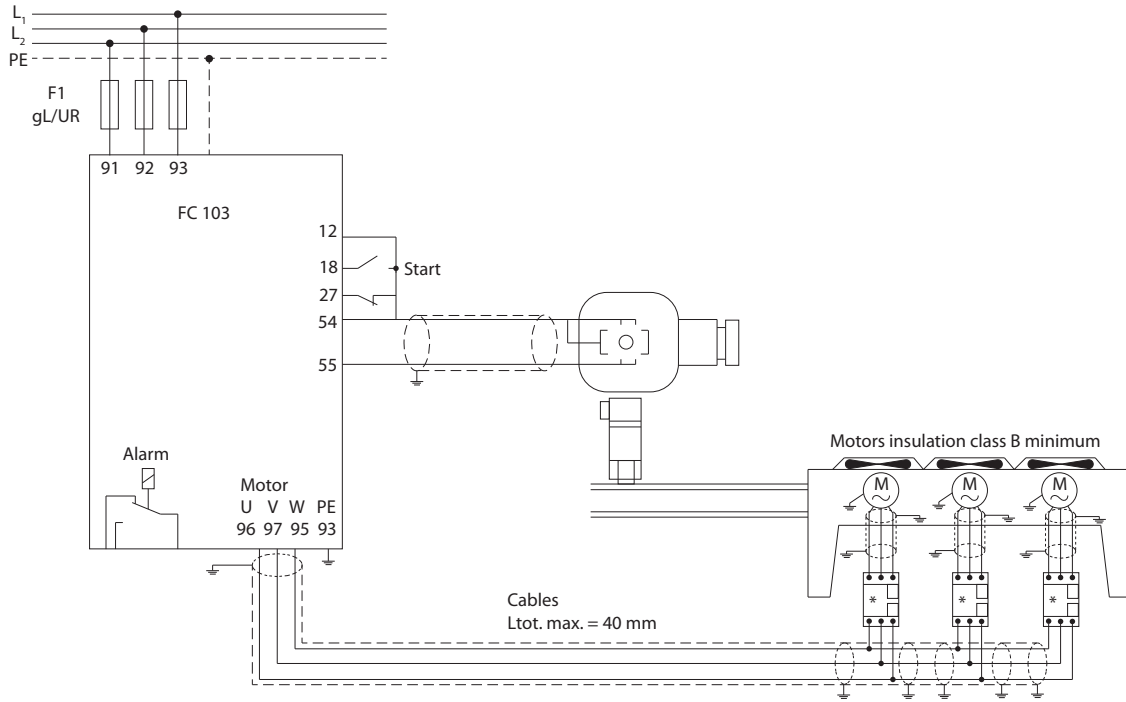 L1
L2
PE
F1
gL/UR
91 92 93
FC 103
12
18 Start
27
54
55
Alarm
Motor
U V W PE
96 97 95 93
Motors insulation class B minimum
M M M
* * *
Cables
Ltot. max. = 40 mm